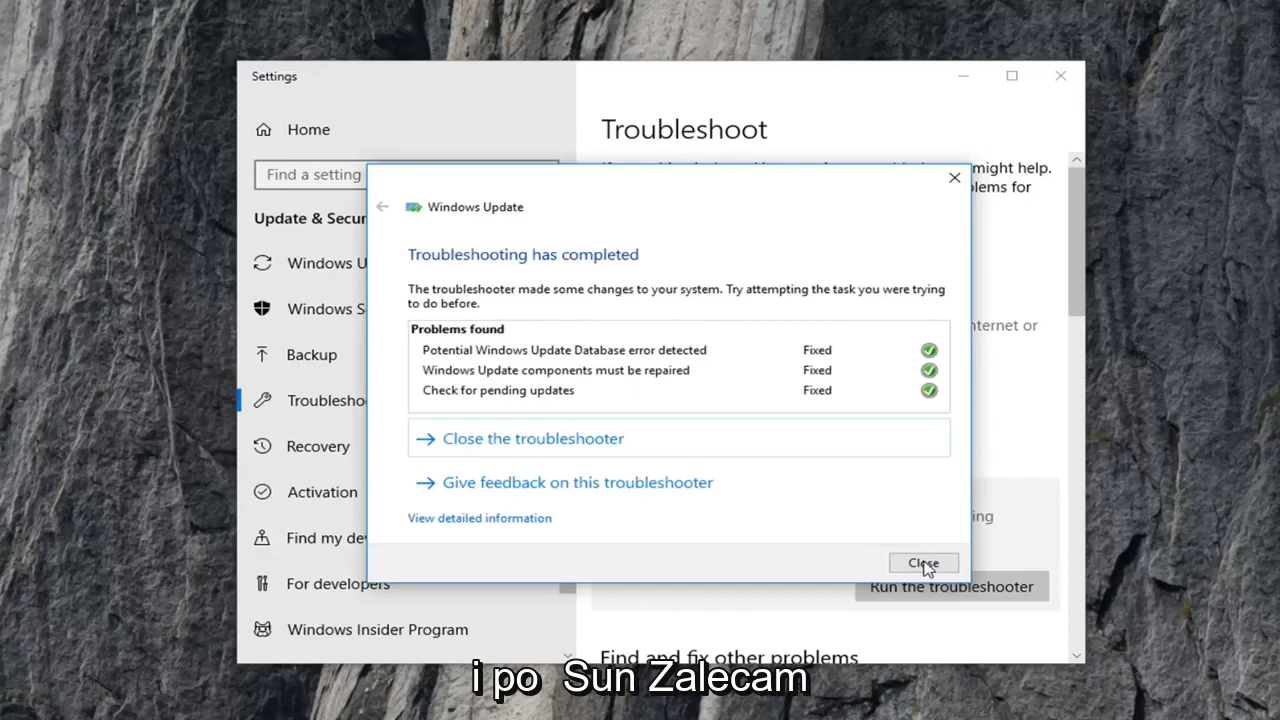 Settings
Home
Find a setting
Update & Secur
Windows U
Windows S
Backup
Troublesho
Recovery
Activation
Find my dev
For developers
Windows Insider Program
Troubleshoot
might help.
lems for
nternet or
ing
Run the troubleshooter
Find and fix other problems
Windows Update
Troubleshooting has completed
The troubleshooter made some changes to your system. Try attempting the task you were trying
to do before.
Problems found
Potential Windows Update Database error detected Fixed
Windows Update components must be repaired Fixed
Check for pending updates Fixed
Close the troubleshooter
Give feedback on this troubleshooter
View detailed information
Close
i po Sun Zalecam